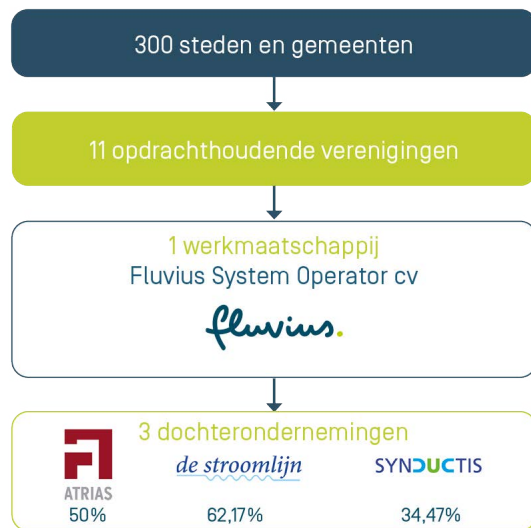 300 steden en gemeenten
11 opdrachthoudende verenigingen
1 werkmaatschappij
Fluvius System Operator cv
fluvius.
3 dochterondernemingen
ATRIAS
de stroomlijn
SYNDUCTIS
50% 62,17% 34,47%